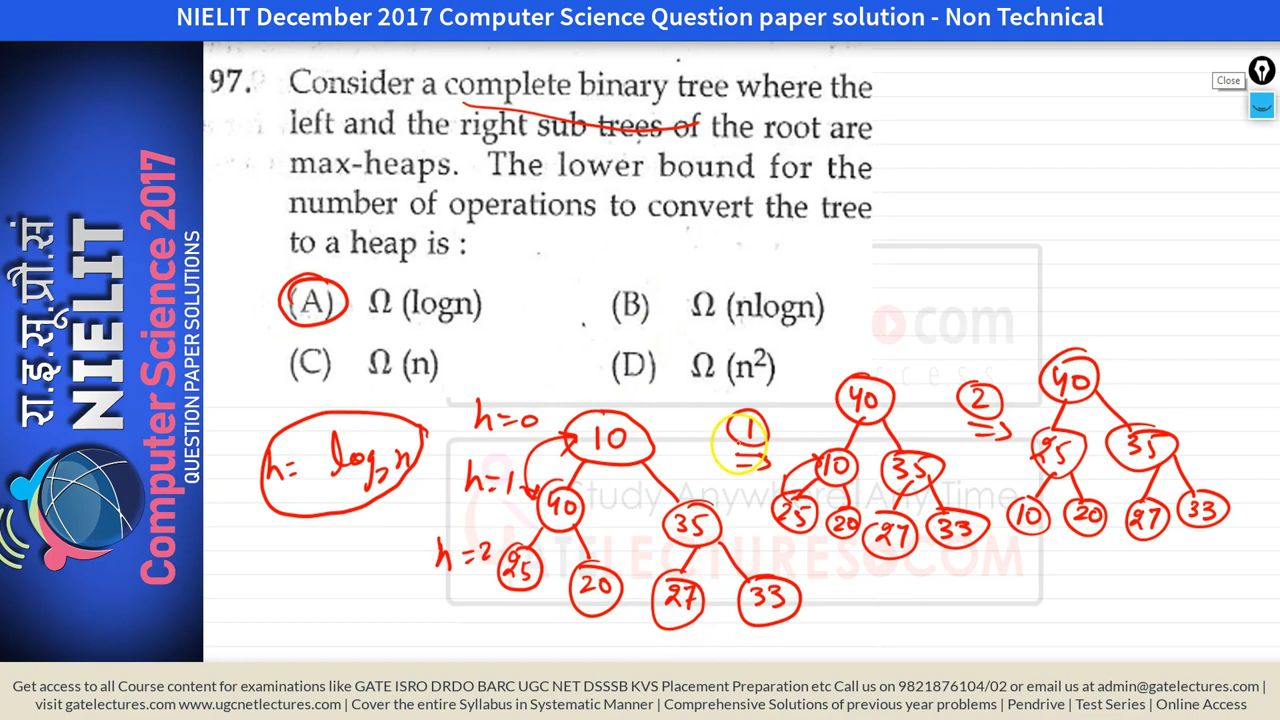 NIELIT December 2017 Computer Science Question paper solution - Non Technical
Close
रा.इ.सू.प्रौ.सं
NIELIT
Computer Science 2017
QUESTION PAPER SOLUTIONS
97. Consider a complete binary tree where the
left and the right sub trees of the root are
max-heaps. The lower bound for the
number of operations to convert the tree
to a heap is :
(A) Ω (logn) (B) Ω (nlogn)
(C) Ω (n) (D) Ω (n²)
com
Study Anywhere Any Time
GATELECTURES.COM
h = log₂n
h=0
h=1
h=2
10
40 35
25 20 27 33
1 ⇒
40
10 35
25 20 27 33
2 ⇒
40
25 35
10 20 27 33
Get access to all Course content for examinations like GATE ISRO DRDO BARC UGC NET DSSSB KVS Placement Preparation etc Call us on 9821876104/02 or email us at admin@gatelectures.com |
visit gatelectures.com www.ugcnetlectures.com | Cover the entire Syllabus in Systematic Manner | Comprehensive Solutions of previous year problems | Pendrive | Test Series | Online Access